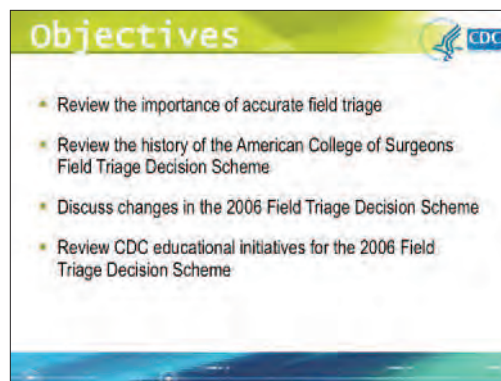 Objectives
CDC
Review the importance of accurate field triage
Review the history of the American College of Surgeons
Field Triage Decision Scheme
Discuss changes in the 2006 Field Triage Decision Scheme
Review CDC educational initiatives for the 2006 Field
Triage Decision Scheme